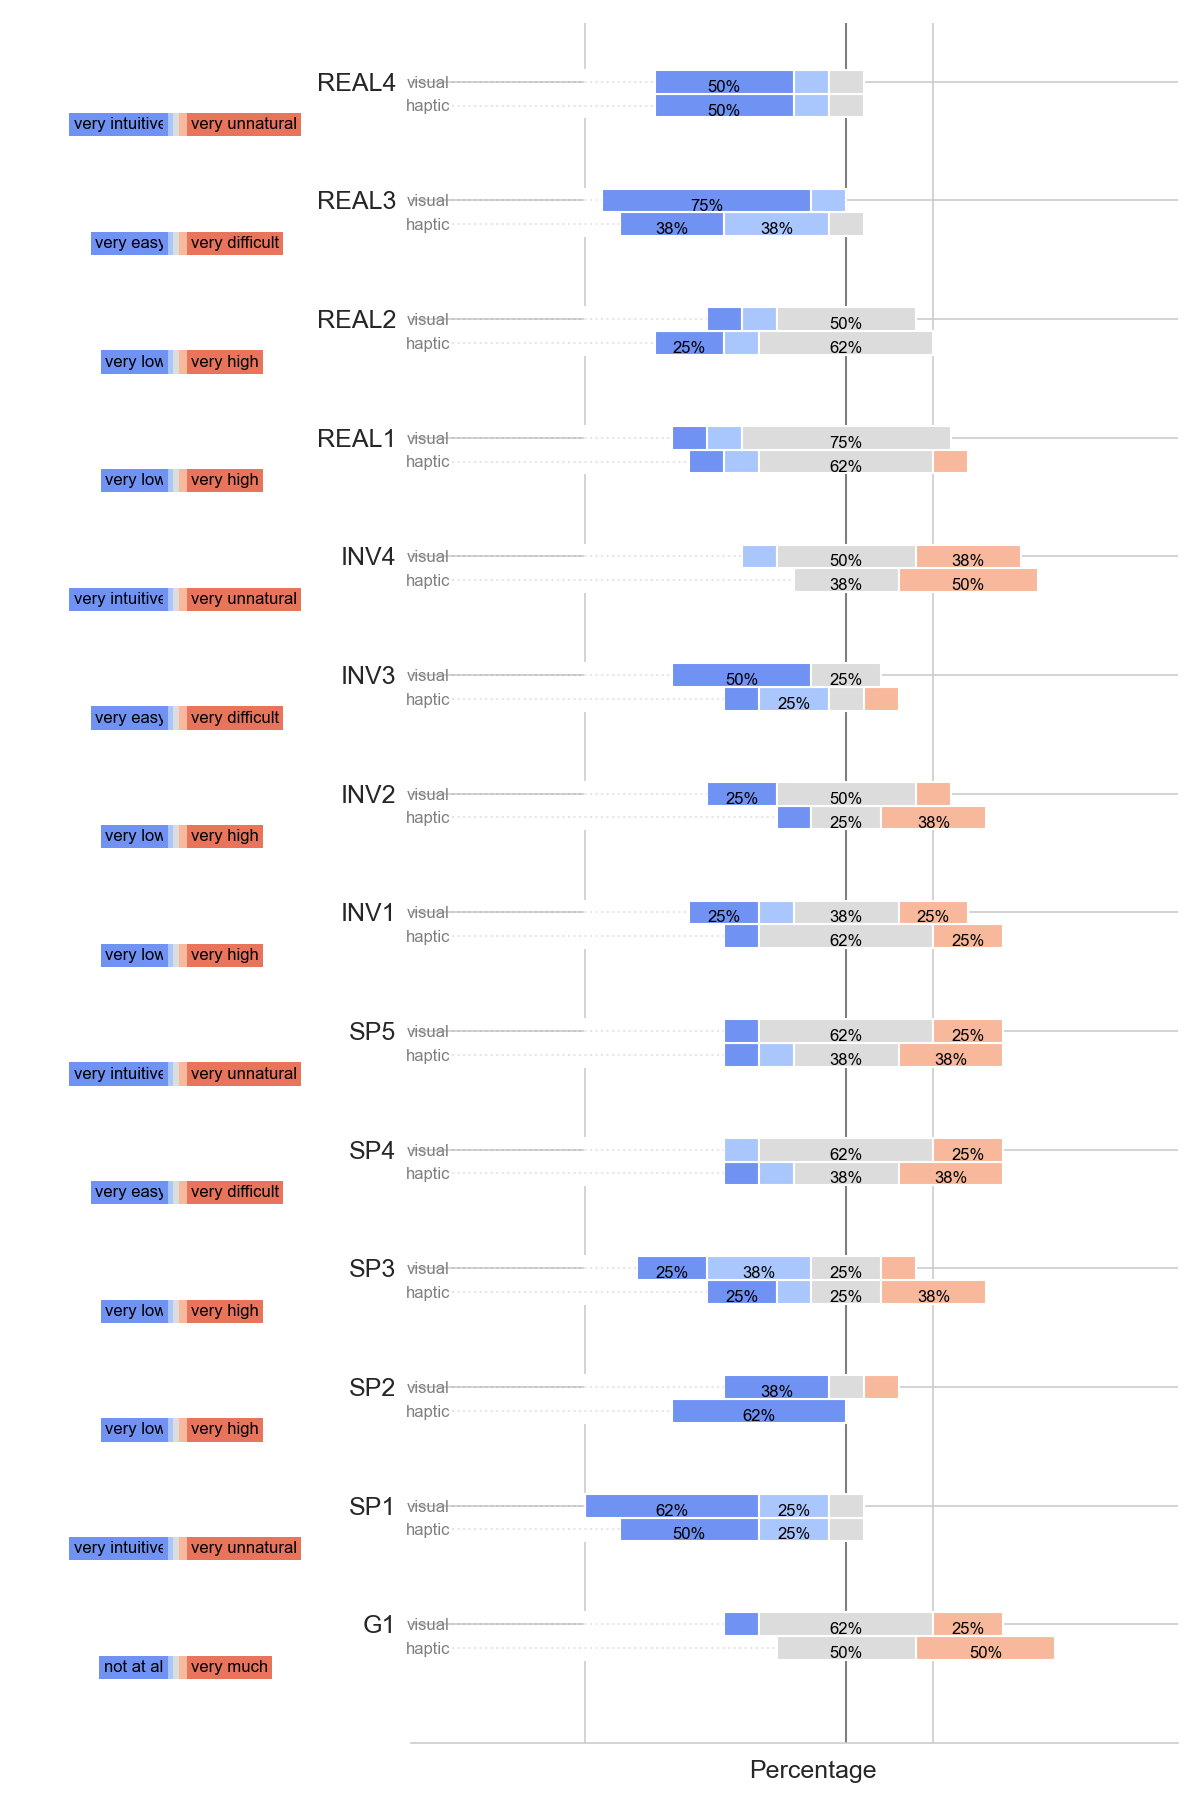 REAL4 visual 50%
haptic 50%
very intuitive very unnatural
REAL3 visual 75%
haptic 38% 38%
very easy very difficult
REAL2 visual 50%
haptic 25% 62%
very low very high
REAL1 visual 75%
haptic 62%
very low very high
INV4 visual 50% 38%
haptic 38% 50%
very intuitive very unnatural
INV3 visual 50% 25%
haptic 25%
very easy very difficult
INV2 visual 25% 50%
haptic 25% 38%
very low very high
INV1 visual 25% 38% 25%
haptic 62% 25%
very low very high
SP5 visual 62% 25%
haptic 38% 38%
very intuitive very unnatural
SP4 visual 62% 25%
haptic 38% 38%
very easy very difficult
SP3 visual 25% 38% 25%
haptic 25% 25% 38%
very low very high
SP2 visual 38%
haptic 62%
very low very high
SP1 visual 62% 25%
haptic 50% 25%
very intuitive very unnatural
G1 visual 62% 25%
haptic 50% 50%
not at al very much
Percentage